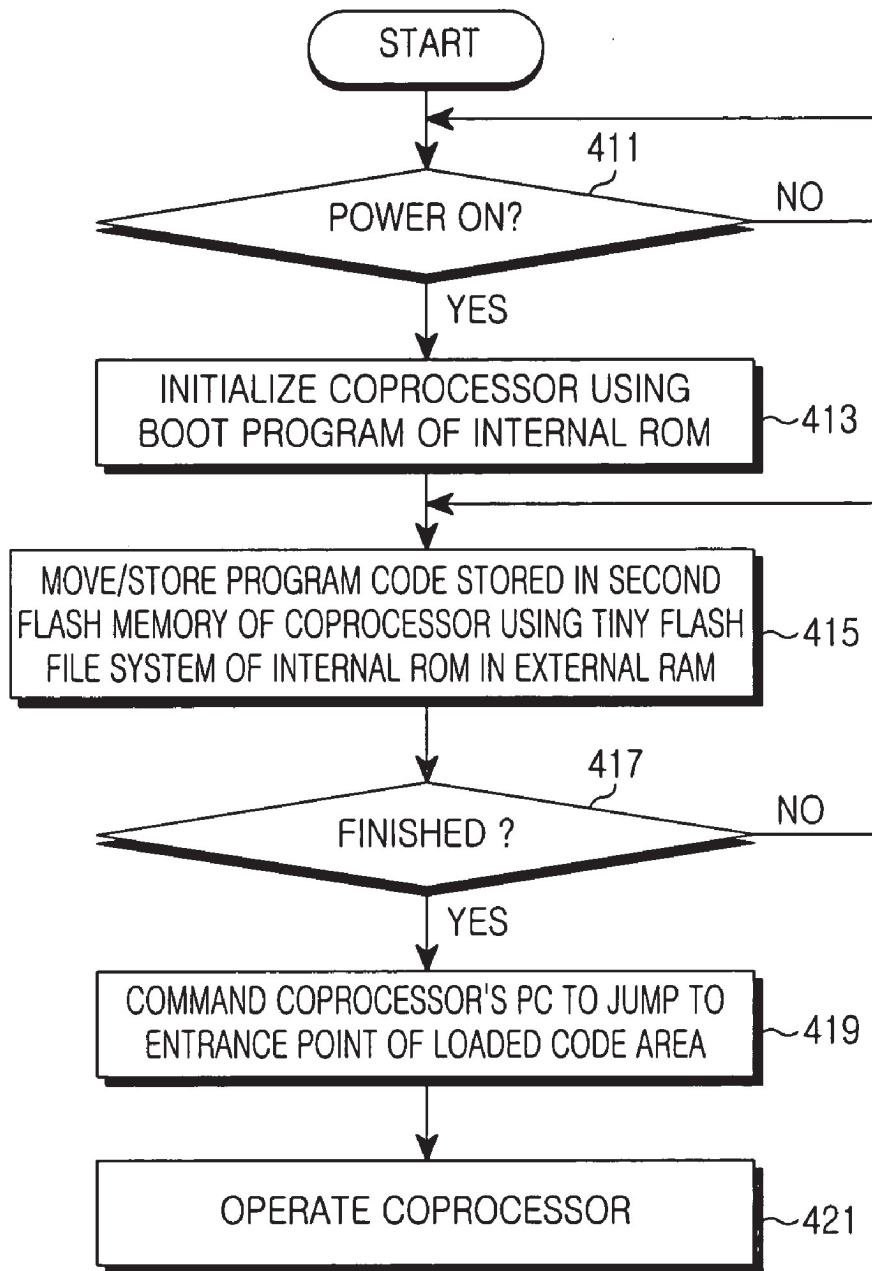 START
411
POWER ON?
NO
YES
INITIALIZE COPROCESSOR USING
BOOT PROGRAM OF INTERNAL ROM
413
MOVE/STORE PROGRAM CODE STORED IN SECOND
FLASH MEMORY OF COPROCESSOR USING TINY FLASH
FILE SYSTEM OF INTERNAL ROM IN EXTERNAL RAM
415
417
FINISHED ?
NO
YES
COMMAND COPROCESSOR'S PC TO JUMP TO
ENTRANCE POINT OF LOADED CODE AREA
419
OPERATE COPROCESSOR
421